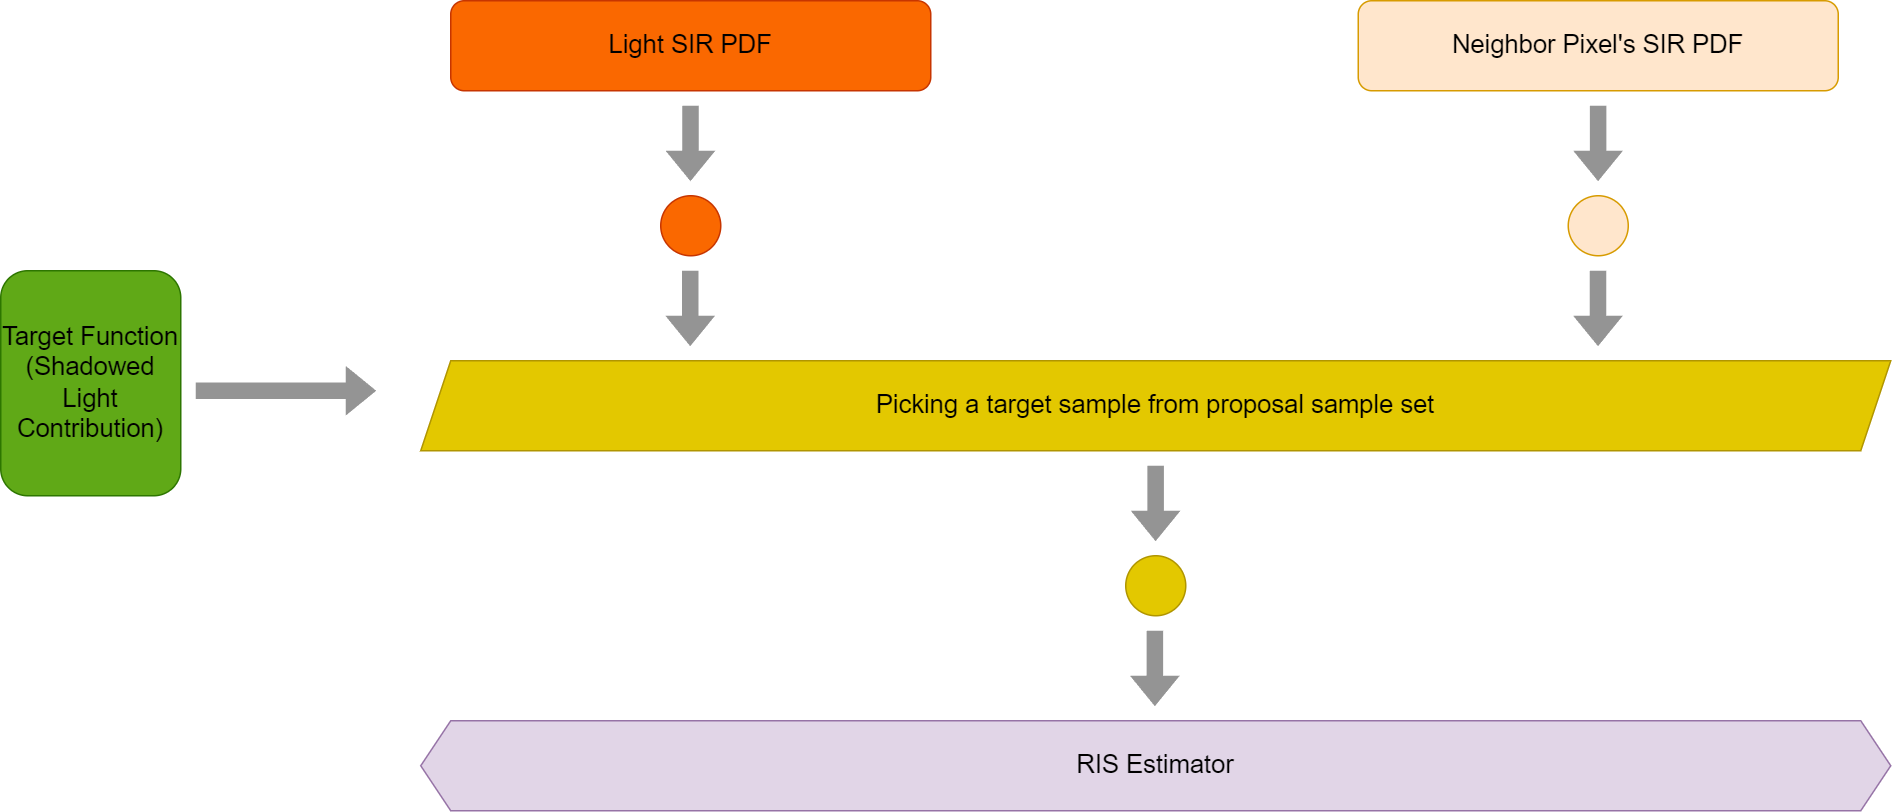 Light SIR PDF
Neighbor Pixel's SIR PDF
Target Function
(Shadowed
Light
Contribution)
Picking a target sample from proposal sample set
RIS Estimator